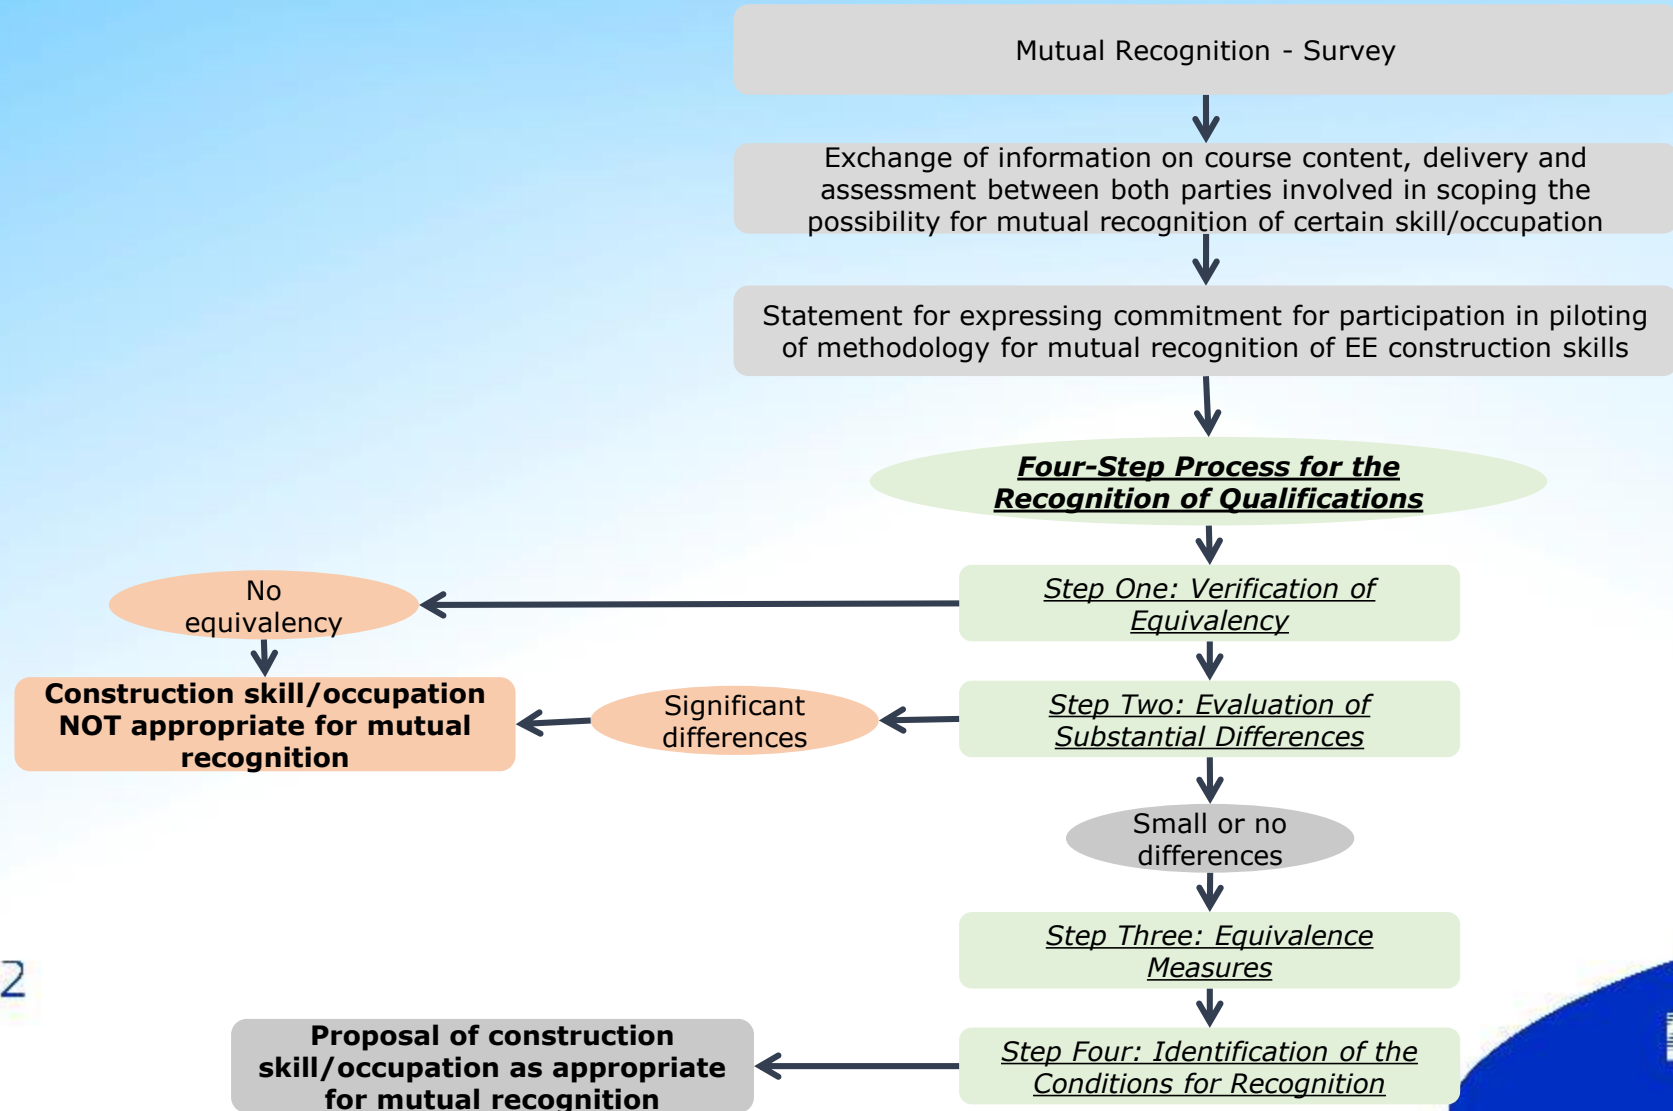 Mutual Recognition - Survey
Exchange of information on course content, delivery and
assessment between both parties involved in scoping the
possibility for mutual recognition of certain skill/occupation
Statement for expressing commitment for participation in piloting
of methodology for mutual recognition of EE construction skills
Four-Step Process for the
Recognition of Qualifications
No
equivalency
Step One: Verification of
Equivalency
Construction skill/occupation
NOT appropriate for mutual
recognition
Significant
differences
Step Two: Evaluation of
Substantial Differences
Small or no
differences
Step Three: Equivalence
Measures
2
Proposal of construction
skill/occupation as appropriate
for mutual recognition
Step Four: Identification of the
Conditions for Recognition